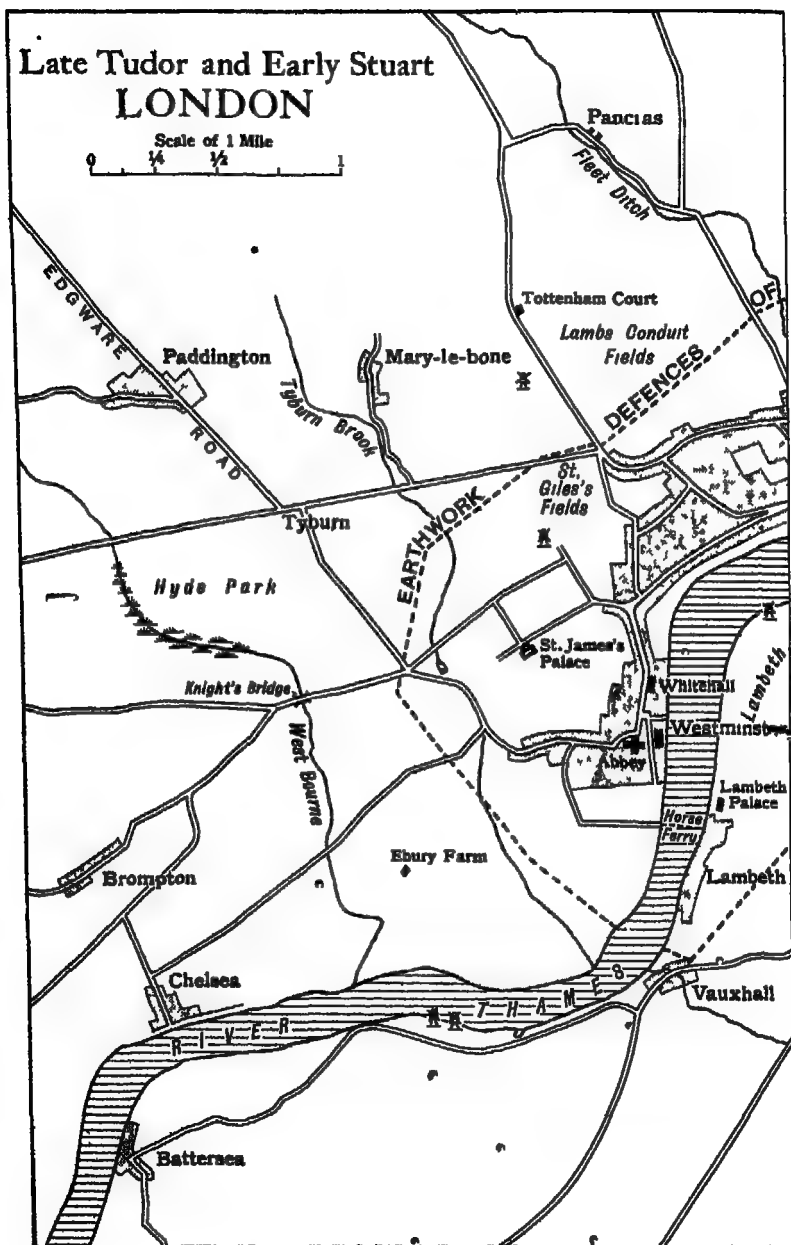 Late Tudor and Early Stuart
LONDON
Scale of 1 Mile
0 ¼ ½ 1
Pancras
Fleet Ditch
EDGWARE ROAD
Paddington
Tyburn Brook
Mary-le-bone
Tottenham Court
Lambs Conduit
Fields
EARTHWORK DEFENCES OF
St.
Giles's
Fields
Tyburn
Hyde Park
St. James's
Palace
Knight's Bridge
West Bourne
Whitehall
Lambeth
Westminst
Abbey
Lambeth
Palace
Horse
Ferry
Ebury Farm
Brompton
Lambeth
Chelsea
RIVER THAMES
Vauxhall
Battersea